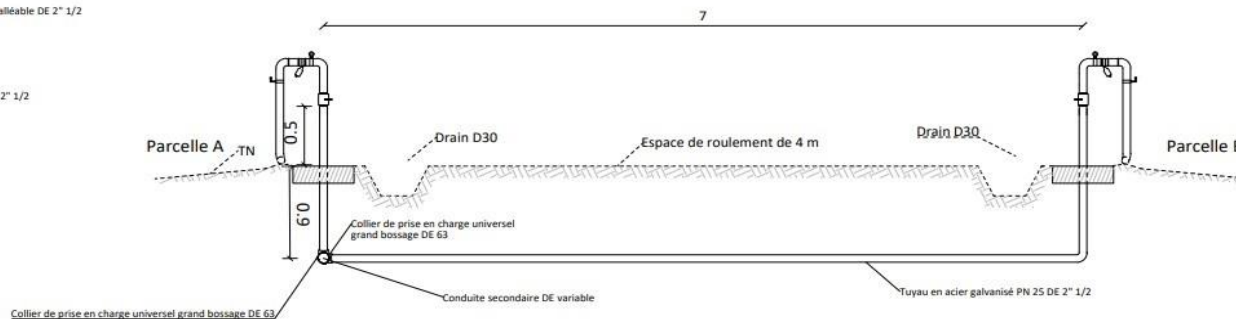 alléable DE 2" 1/2
7
2" 1/2
0.5
Drain D30
Drain D30
Espace de roulement de 4 m
Parcelle A
TN
Parcelle
0.9
Collier de prise en charge universel
grand bossage DE 63
Conduite secondaire DE variable
Tuyau en acier galvanisé PN 25 DE 2" 1/2
Collier de prise en charge universel grand bossage DE 63